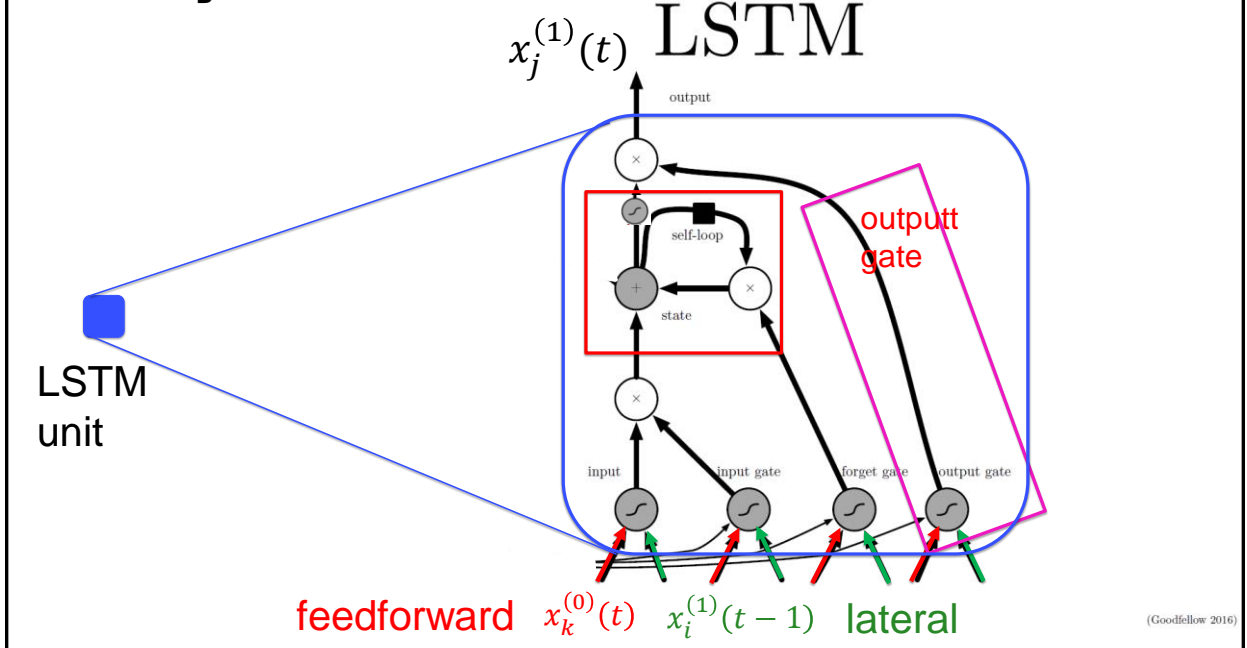 x_j^{(1)}(t) LSTM
output
×
self-loop
outputt
gate
+
×
state
LSTM
unit
×
input
input gate
forget gate
output gate
feedforward x_k^{(0)}(t) x_i^{(1)}(t − 1) lateral
(Goodfellow 2016)